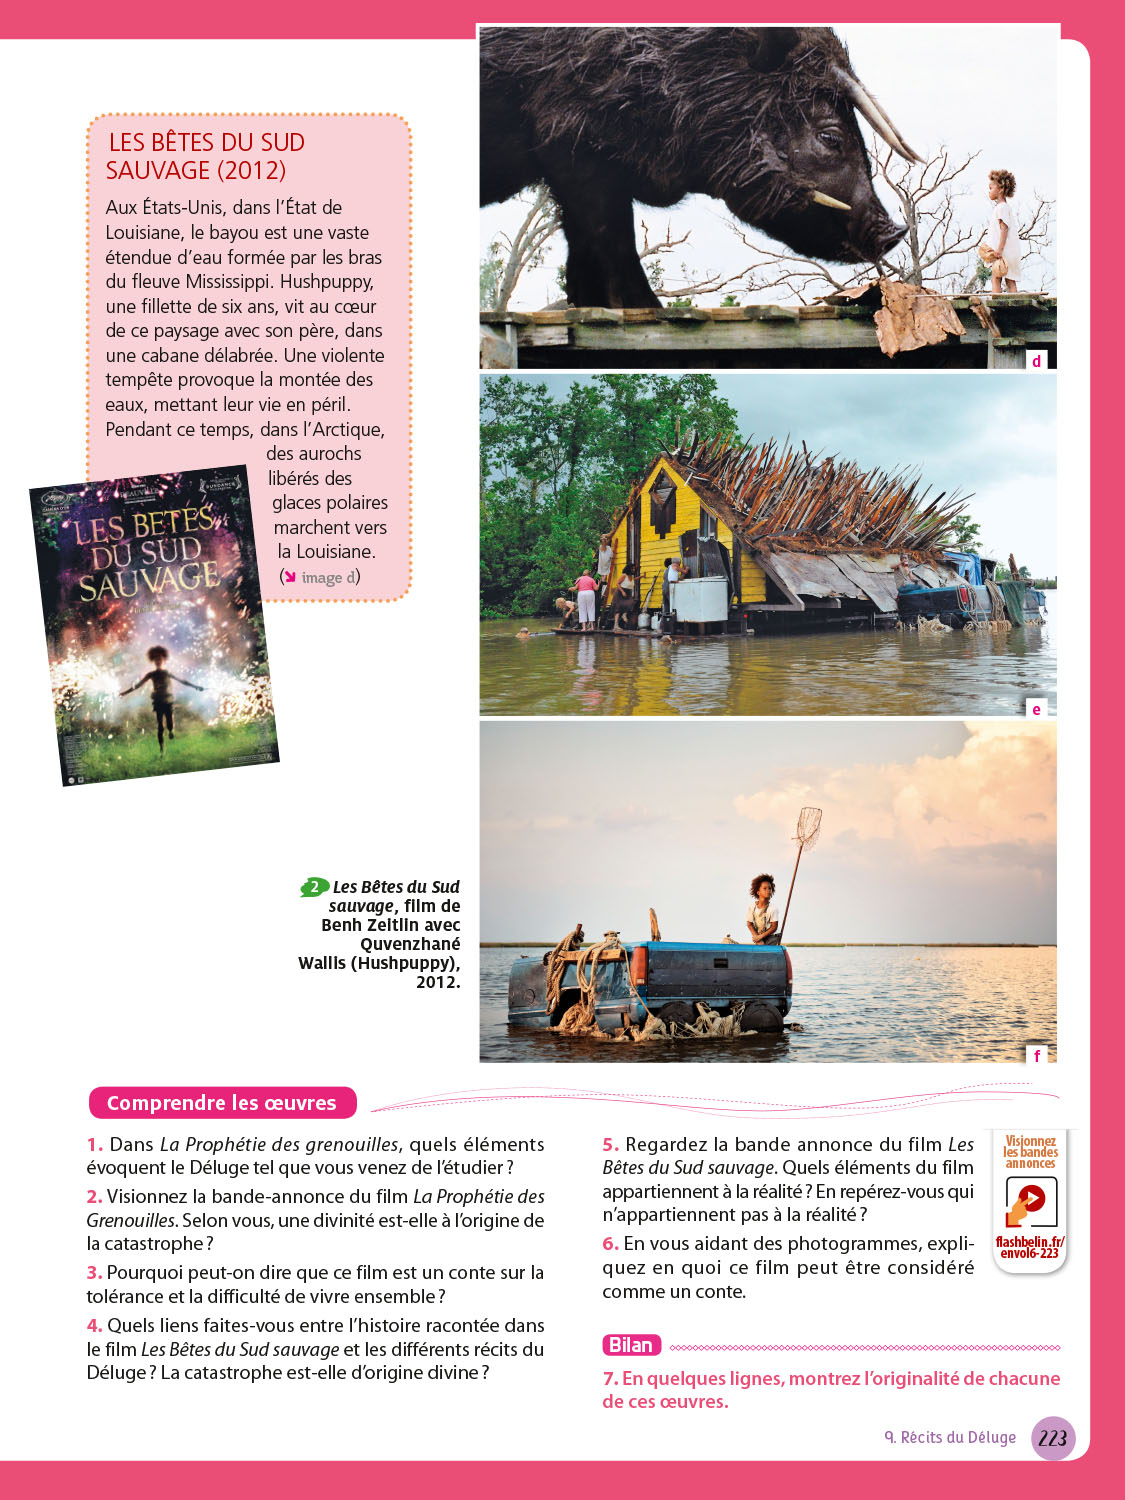 LES BÊTES DU SUD
SAUVAGE (2012)
Aux États-Unis, dans l’État de
Louisiane, le bayou est une vaste
étendue d’eau formée par les bras
du fleuve Mississippi. Hushpuppy,
une fillette de six ans, vit au cœur
de ce paysage avec son père, dans
une cabane délabrée. Une violente
tempête provoque la montée des
eaux, mettant leur vie en péril.
Pendant ce temps, dans l’Arctique,
des aurochs
libérés des
glaces polaires
marchent vers
la Louisiane.
(image d)
SUNDANCE
LES BETES
DU SUD
SAUVAGE
d
e
f
2 Les Bêtes du Sud
sauvage, film de
Benh Zeitlin avec
Quvenzhané
Wallis (Hushpuppy),
2012.
Comprendre les œuvres
1. Dans La Prophétie des grenouilles, quels éléments
évoquent le Déluge tel que vous venez de l’étudier ?
2. Visionnez la bande-annonce du film La Prophétie des
Grenouilles. Selon vous, une divinité est-elle à l’origine de
la catastrophe ?
3. Pourquoi peut-on dire que ce film est un conte sur la
tolérance et la difficulté de vivre ensemble ?
4. Quels liens faites-vous entre l’histoire racontée dans
le film Les Bêtes du Sud sauvage et les différents récits du
Déluge ? La catastrophe est-elle d’origine divine ?
5. Regardez la bande annonce du film Les
Bêtes du Sud sauvage. Quels éléments du film
appartiennent à la réalité ? En repérez-vous qui
n’appartiennent pas à la réalité ?
6. En vous aidant des photogrammes, expli-
quez en quoi ce film peut être considéré
comme un conte.
Visionnez
les bandes
annonces
flashbelin.fr/
envol6-223
Bilan
7. En quelques lignes, montrez l’originalité de chacune
de ces œuvres.
9. Récits du Déluge
223